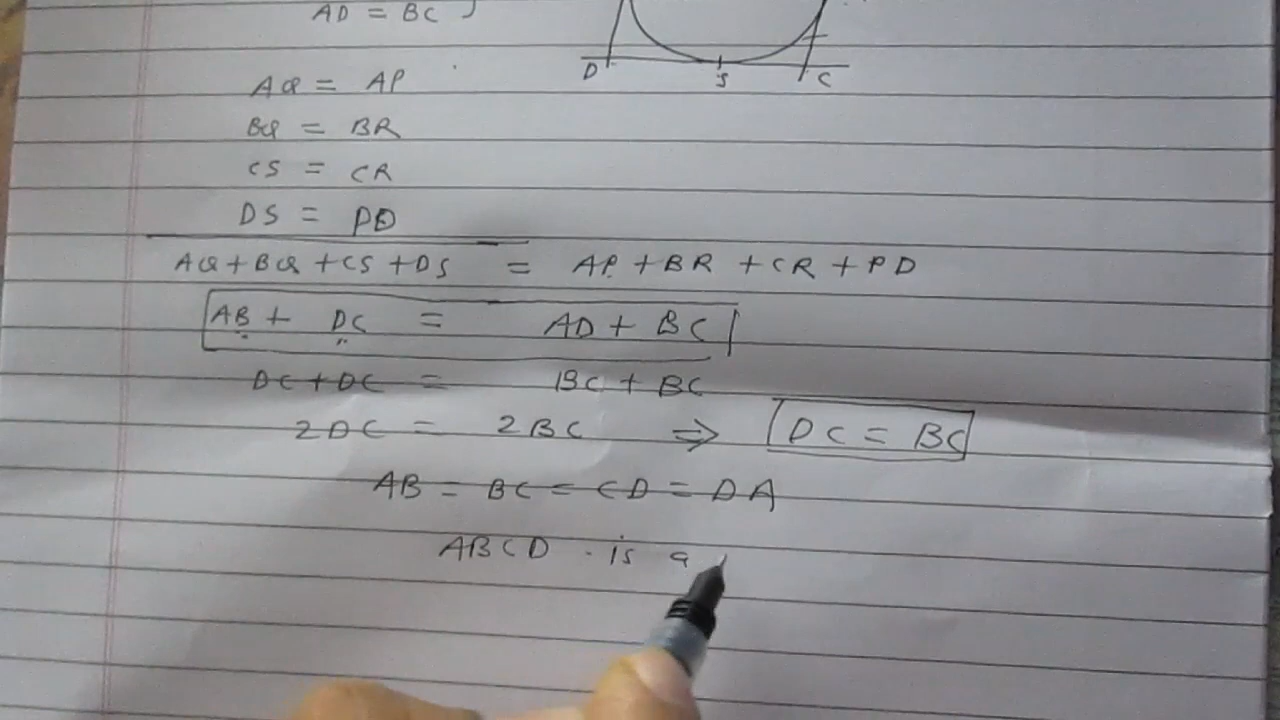 AD = BC }
D S C
AQ = AP
BQ = BR
CS = CR
DS = PD
AQ+BQ+CS+DS = AP+BR+CR+PD
AB + DC = AD + BC
DC+DC = BC + BC
2DC = 2BC ⇒ DC = BC
AB = BC = CD = DA
ABCD . is a